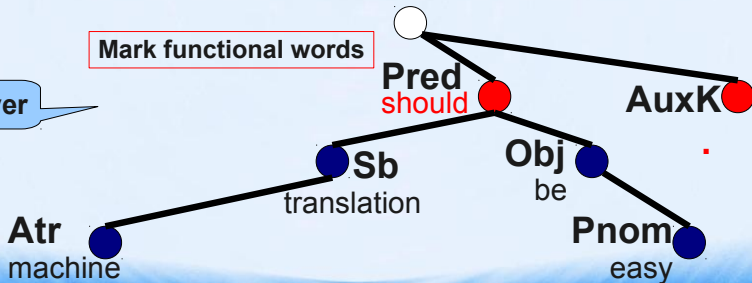 Mark functional words
Pred
should
AuxK
.
Sb
translation
Obj
be
Atr
machine
Pnom
easy